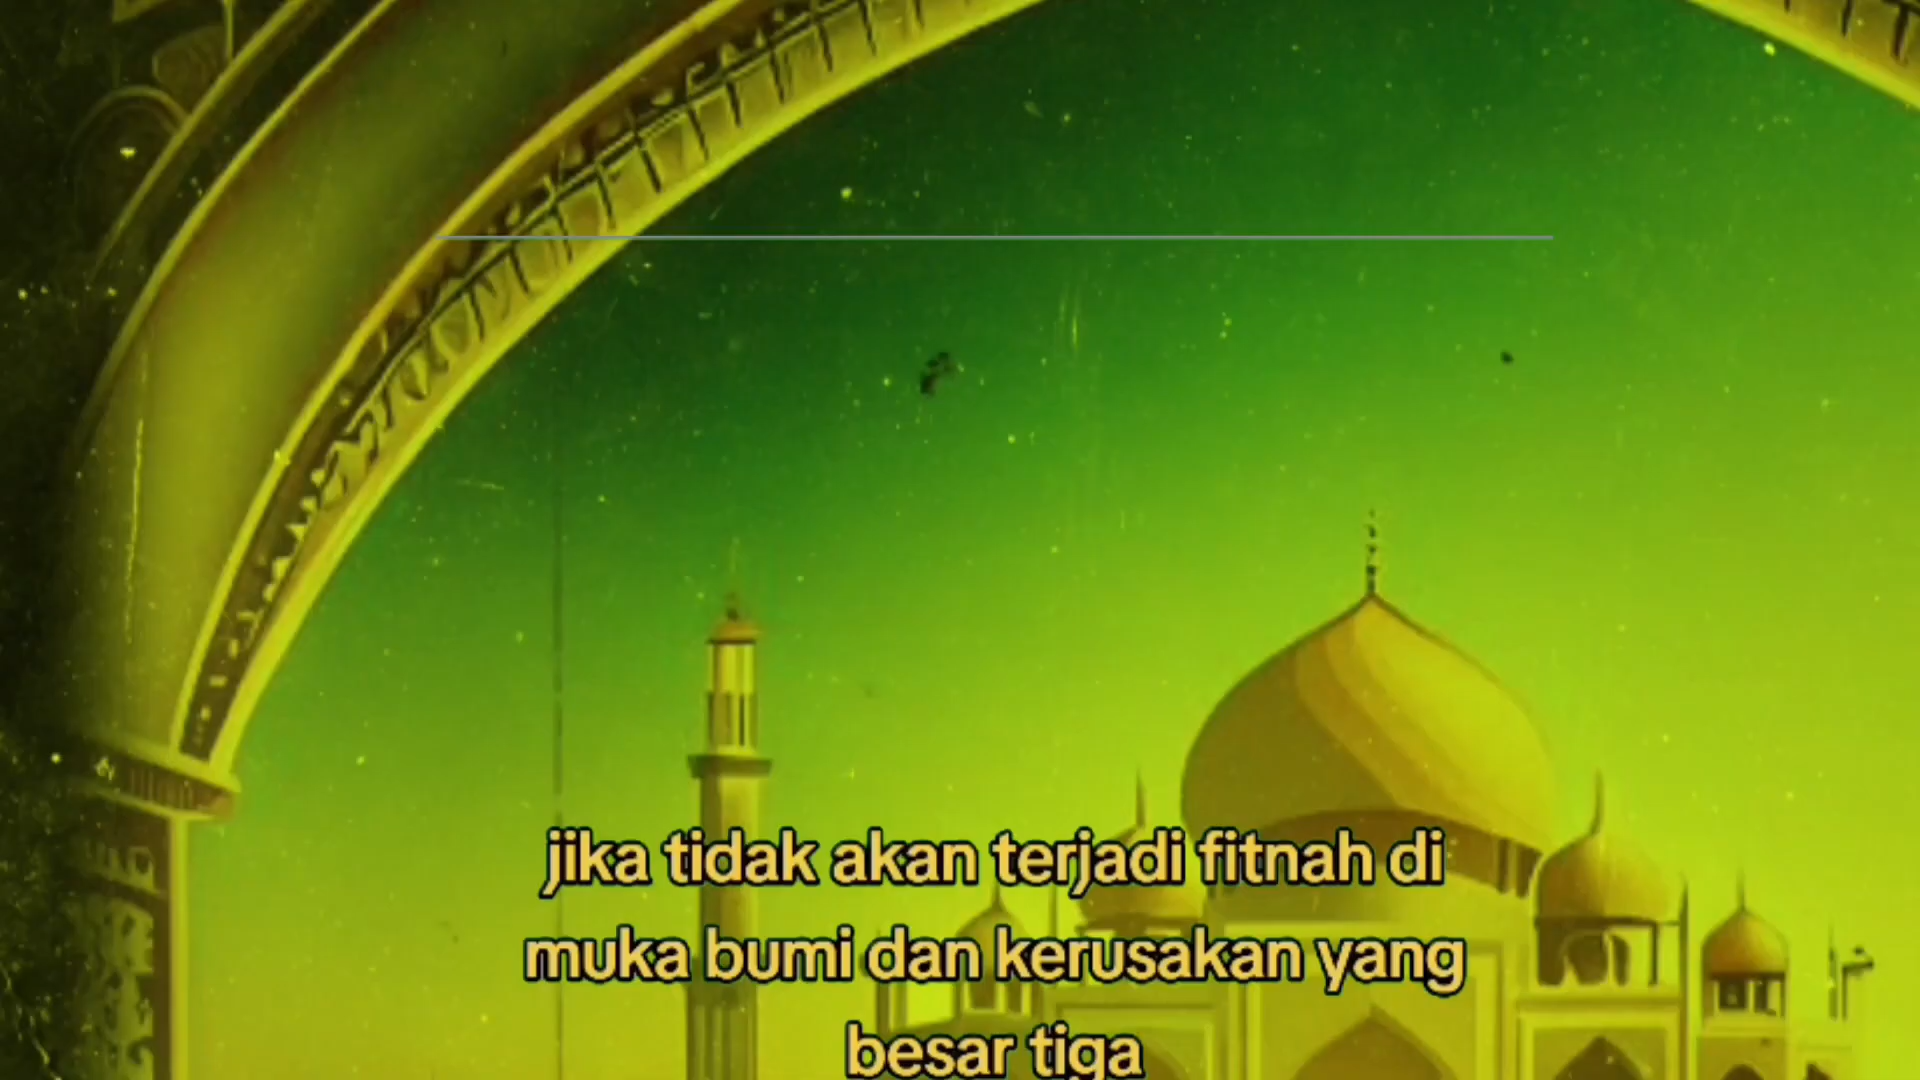 jika tidak akan terjadi fitnah di
muka bumi dan kerusakan yang
besar tiga